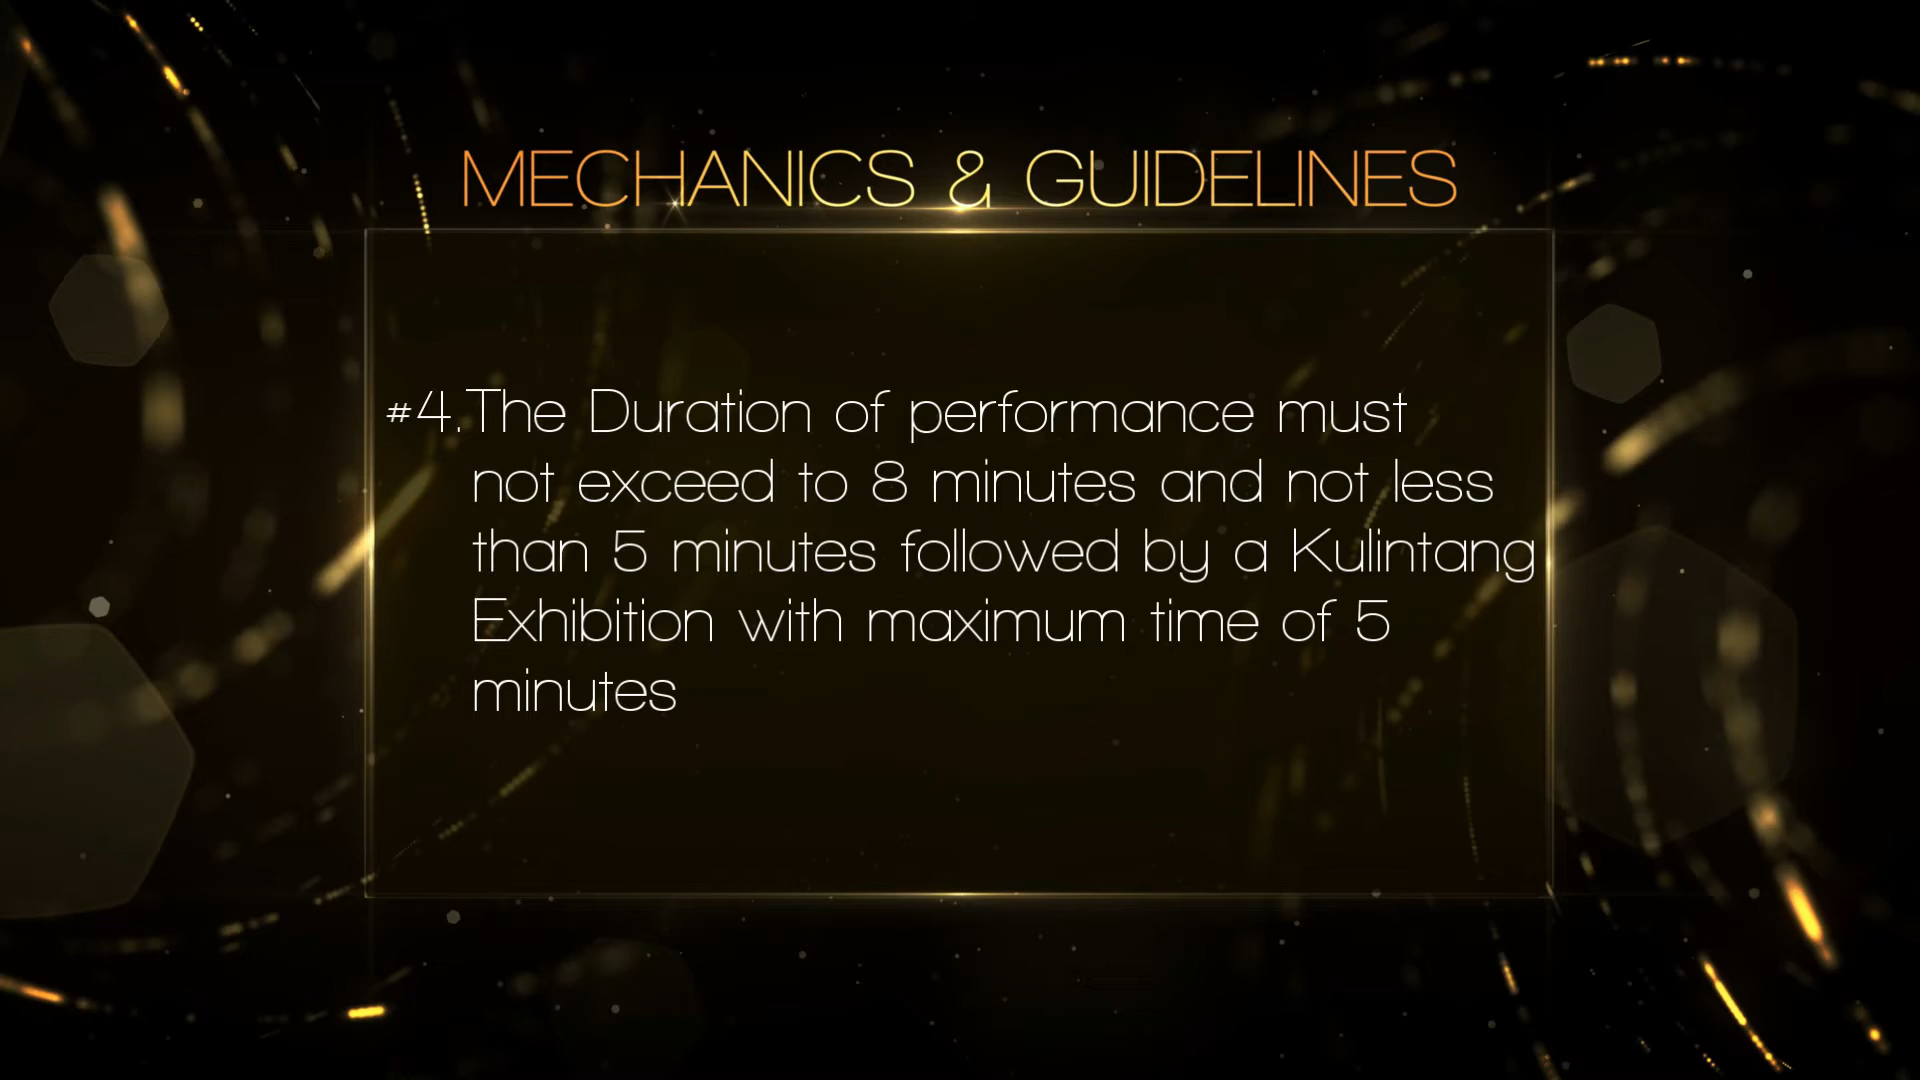 MECHANICS & GUIDELINES
#4.The Duration of performance must
not exceed to 8 minutes and not less
than 5 minutes followed by a Kulintang
Exhibition with maximum time of 5
minutes